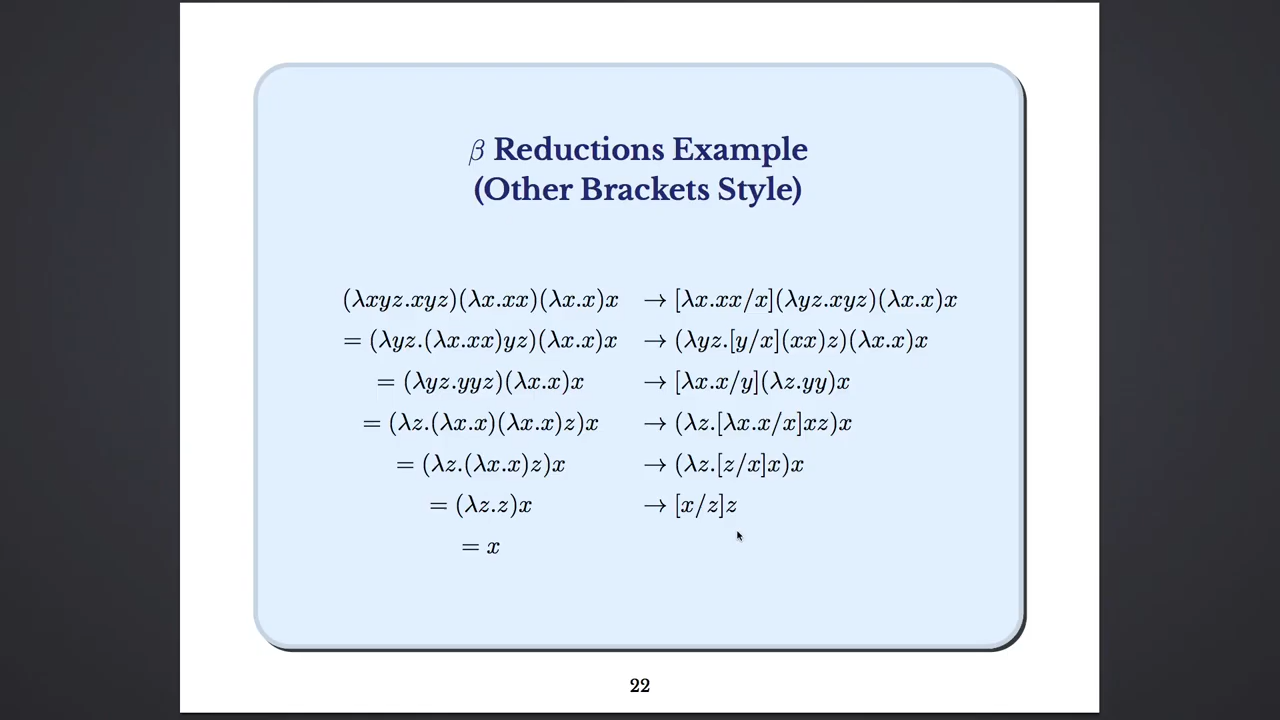 β Reductions Example
(Other Brackets Style)
(λxyz.xyz)(λx.xx)(λx.x)x → [λx.xx/x](λyz.xyz)(λx.x)x
= (λyz.(λx.xx)yz)(λx.x)x → (λyz.[y/x](xx)z)(λx.x)x
= (λyz.yyz)(λx.x)x → [λx.x/y](λz.yy)x
= (λz.(λx.x)(λx.x)z)x → (λz.[λx.x/x]xz)x
= (λz.(λx.x)z)x → (λz.[z/x]x)x
= (λz.z)x → [x/z]z
= x
22